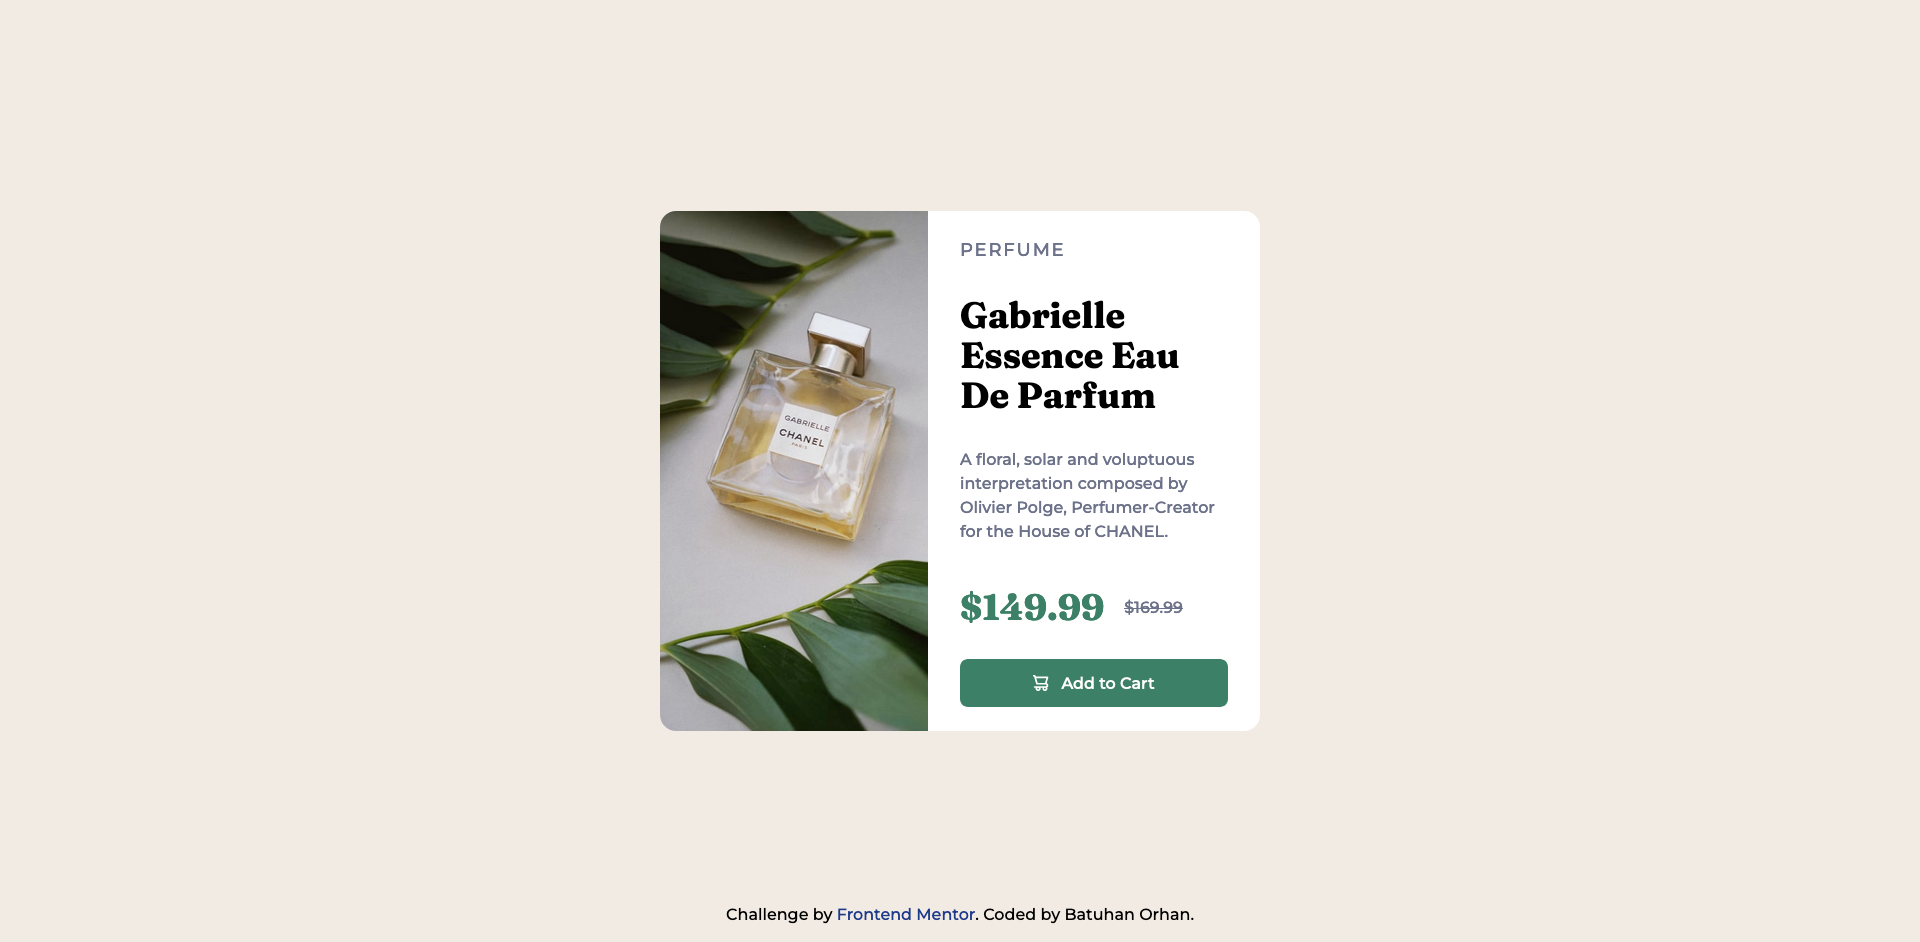 GABRIELLE
CHANEL
PARIS
PERFUME
Gabrielle
Essence Eau
De Parfum
A floral, solar and voluptuous
interpretation composed by
Olivier Polge, Perfumer-Creator
for the House of CHANEL.
$149.99 $169.99
Add to Cart
Challenge by Frontend Mentor. Coded by Batuhan Orhan.